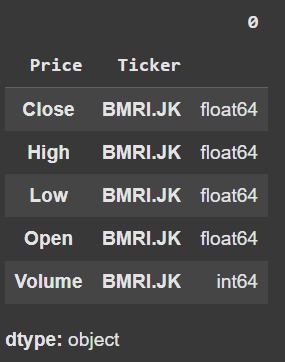 0
Price Ticker
Close BMRI.JK float64
High BMRI.JK float64
Low BMRI.JK float64
Open BMRI.JK float64
Volume BMRI.JK int64
dtype: object